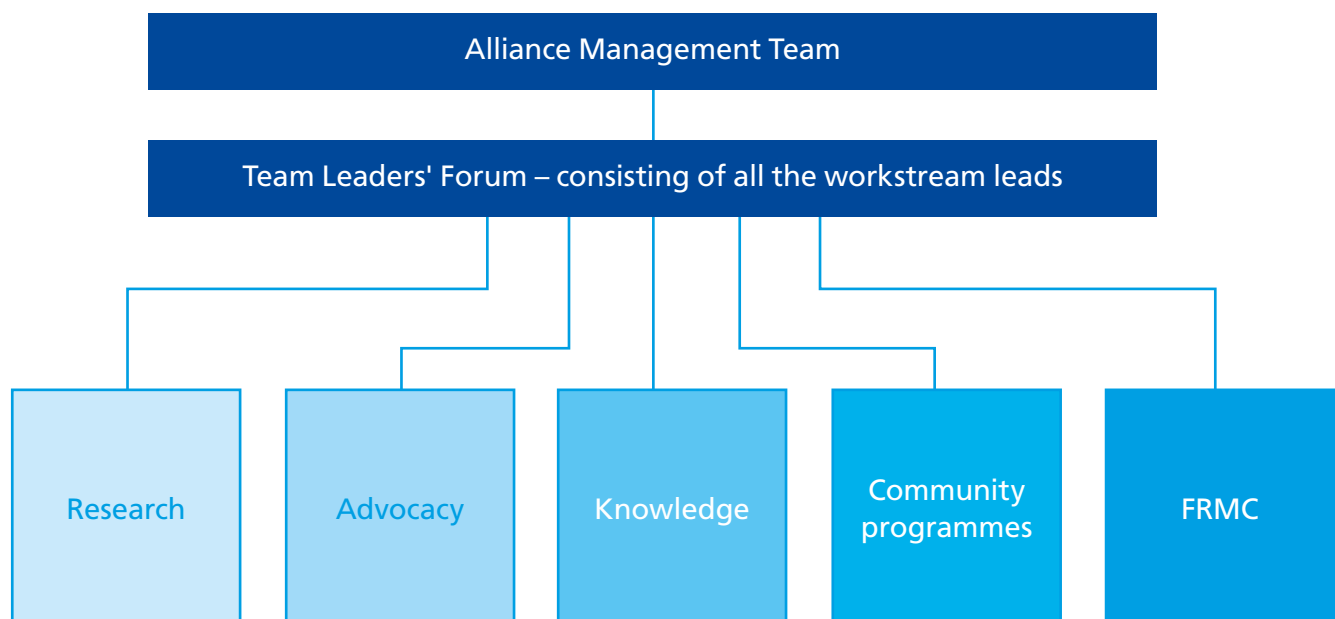 Alliance Management Team
Team Leaders' Forum – consisting of all the workstream leads
Research
Advocacy
Knowledge
Community
programmes
FRMC